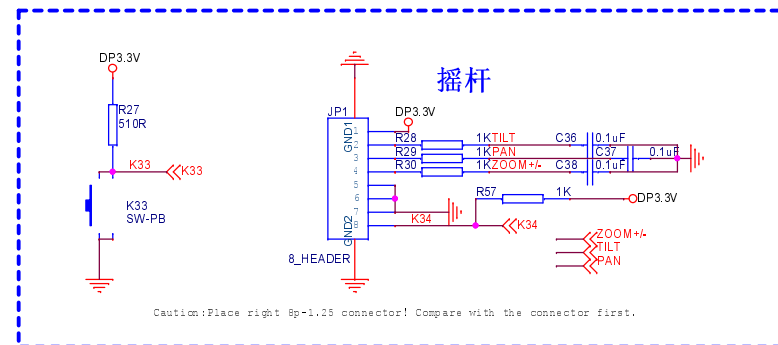 摇杆
DP3.3V
R27
510R
K33
K33
K33
SW-PB
JP1
DP3.3V
GND1
1
2
3
4
5
6
7
8
GND2
8_HEADER
R28 1K TILT C36 0.1uF
R29 1K PAN C37 0.1uF
R30 1K ZOOM+/- C38 0.1uF
R57 1K DP3.3V
K34
K34
ZOOM+/-
TILT
PAN
Caution:Place right 8p-1.25 connector! Compare with the connector first.